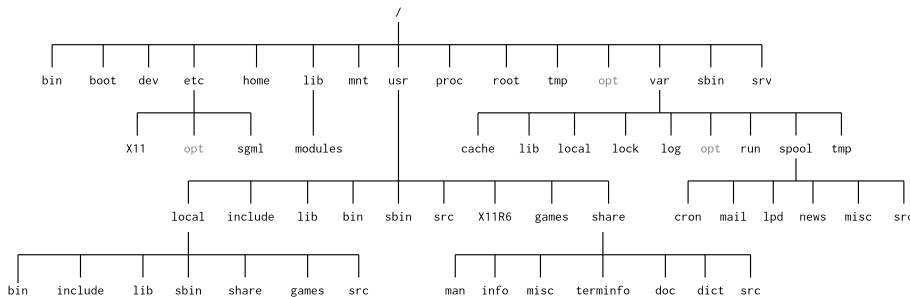 /
bin boot dev etc home lib mnt usr proc root tmp opt var sbin srv
X11 opt sgml modules cache lib local lock log opt run spool tmp
local include lib bin sbin src X11R6 games share cron mail lpd news misc src
bin include lib sbin share games src man info misc terminfo doc dict src